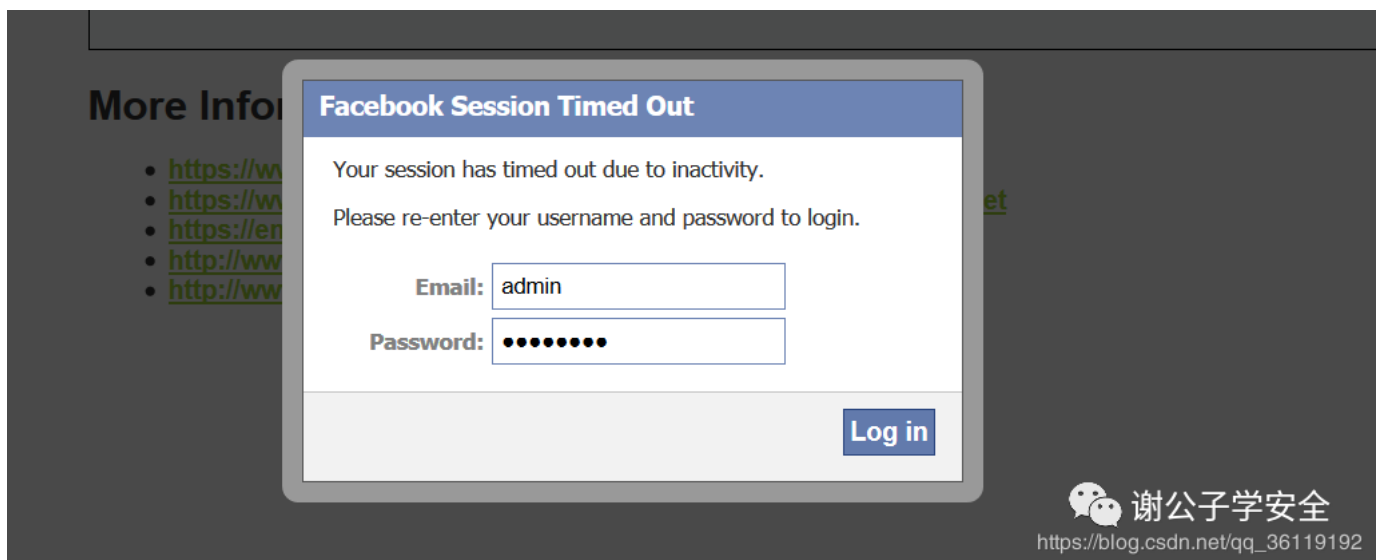 More Infor
Facebook Session Timed Out
Your session has timed out due to inactivity.
Please re-enter your username and password to login.
https://ww
https://ww
et
https://en
http://www
http://www
Email: admin
Password: ••••••••
Log in
谢公子学安全
https://blog.csdn.net/qq_36119192